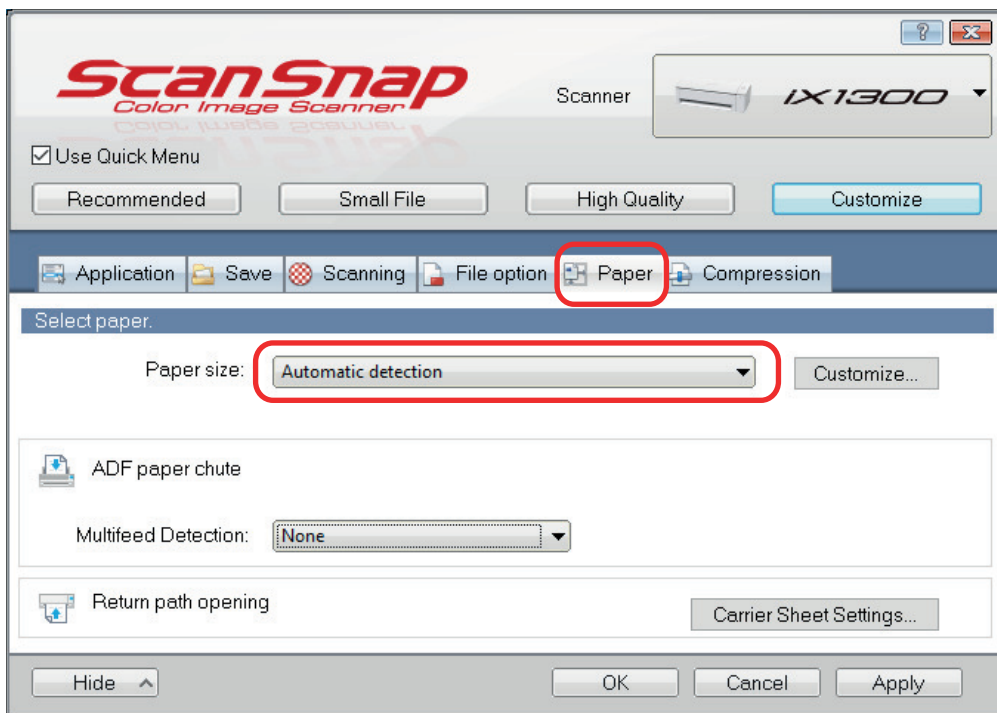 ScanSnap
Color Image Scanner
Scanner iX1300
Use Quick Menu
Recommended Small File High Quality Customize
Application Save Scanning File option Paper Compression
Select paper.
Paper size: Automatic detection Customize...
ADF paper chute
Multifeed Detection: None
Return path opening
Carrier Sheet Settings...
Hide OK Cancel Apply